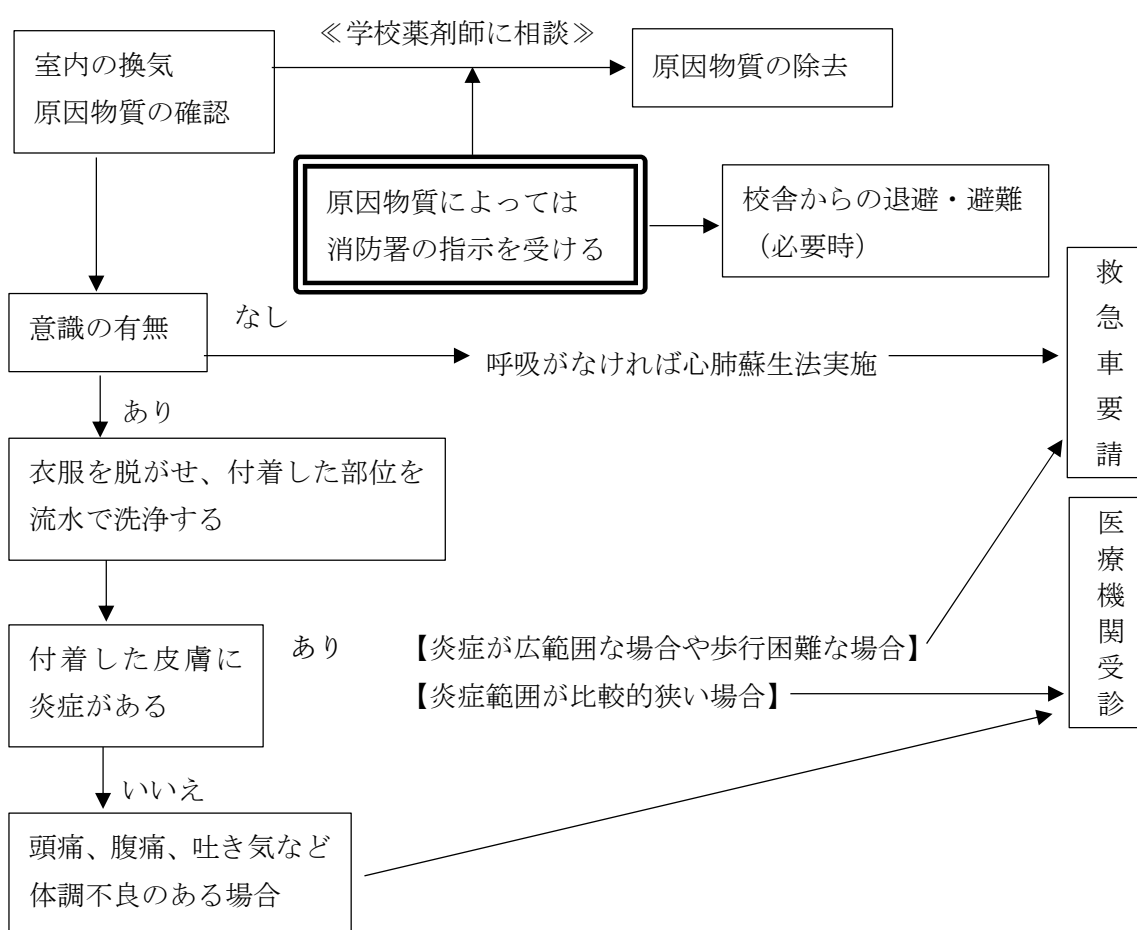 ≪学校薬剤師に相談≫
室内の換気
原因物質の確認
原因物質の除去
原因物質によっては
消防署の指示を受ける
校舎からの退避・避難
（必要時）
意識の有無
なし
呼吸がなければ心肺蘇生法実施
救急車要請
あり
衣服を脱がせ、付着した部位を
流水で洗浄する
付着した皮膚に
炎症がある
あり
【炎症が広範囲な場合や歩行困難な場合】
【炎症範囲が比較的狭い場合】
医療機関受診
いいえ
頭痛、腹痛、吐き気など
体調不良のある場合